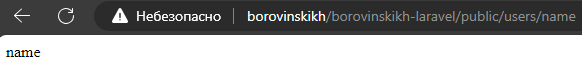 Небезопасно borovinskikh/borovinskikh-laravel/public/users/name
name